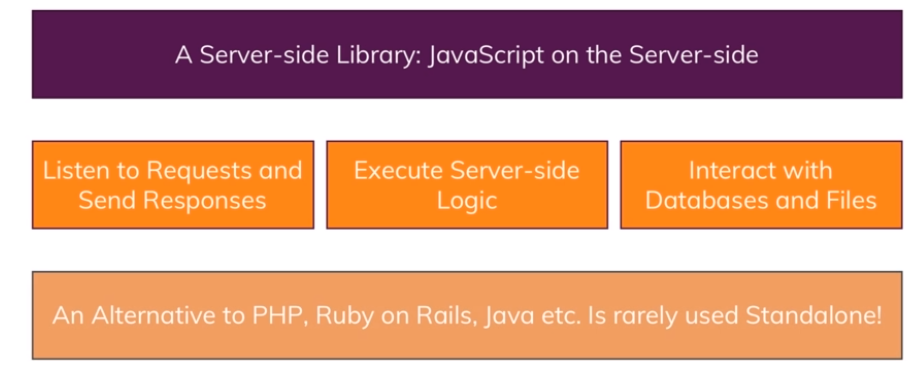 A Server-side Library: JavaScript on the Server-side
Listen to Requests and
Send Responses
Execute Server-side
Logic
Interact with
Databases and Files
An Alternative to PHP, Ruby on Rails, Java etc. Is rarely used Standalone!